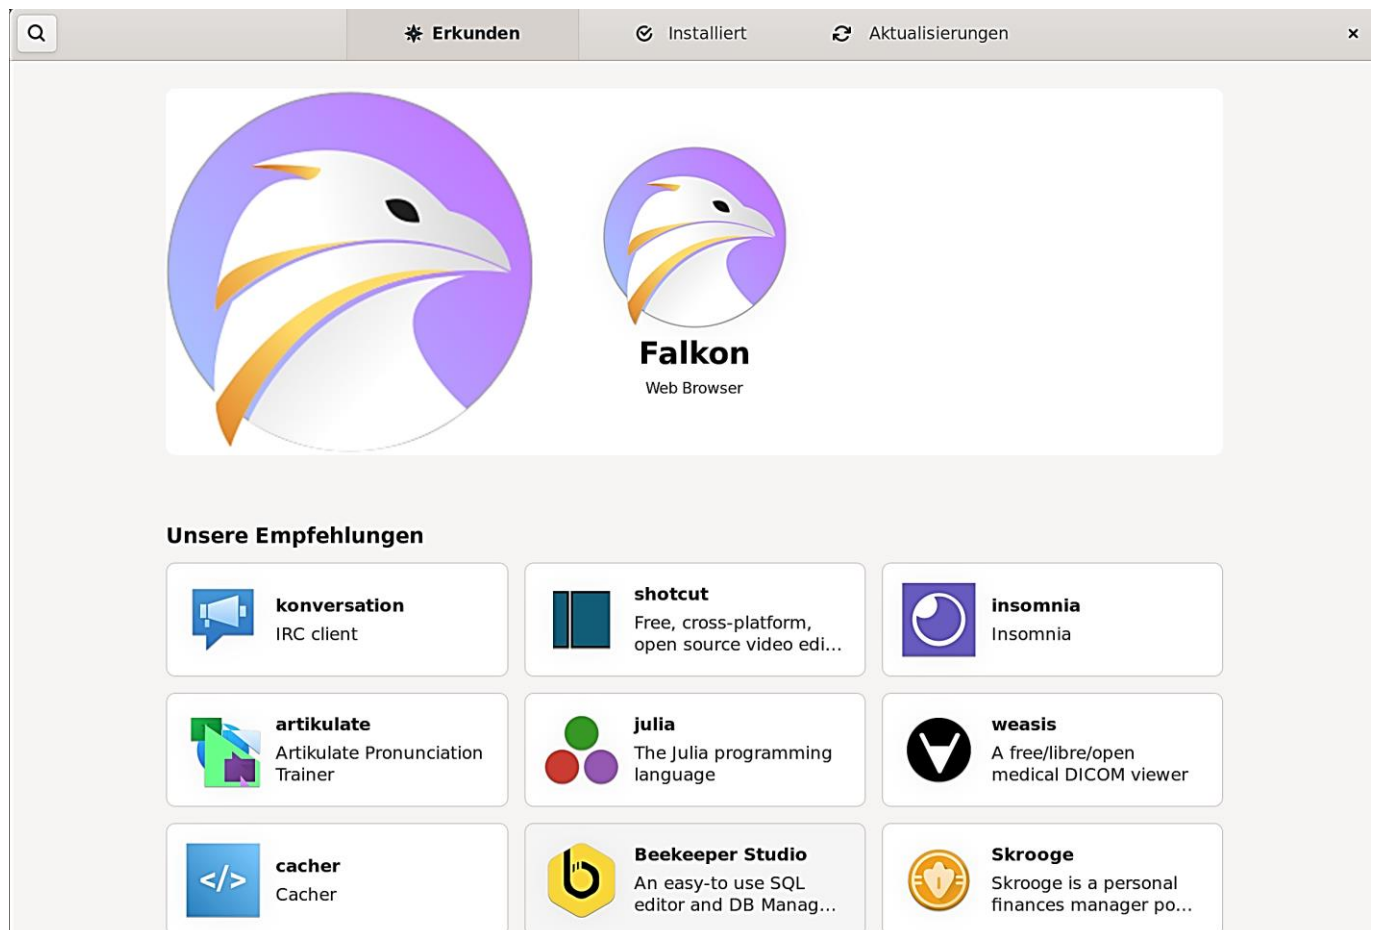 Erkunden
Installiert
Aktualisierungen
Falkon
Web Browser
Unsere Empfehlungen
konversation
IRC client
shotcut
Free, cross-platform,
open source video edi...
insomnia
Insomnia
artikulate
Artikulate Pronunciation
Trainer
julia
The Julia programming
language
weasis
A free/libre/open
medical DICOM viewer
</>
cacher
Cacher
Beekeeper Studio
An easy-to use SQL
editor and DB Manag...
Skrooge
Skrooge is a personal
finances manager po...